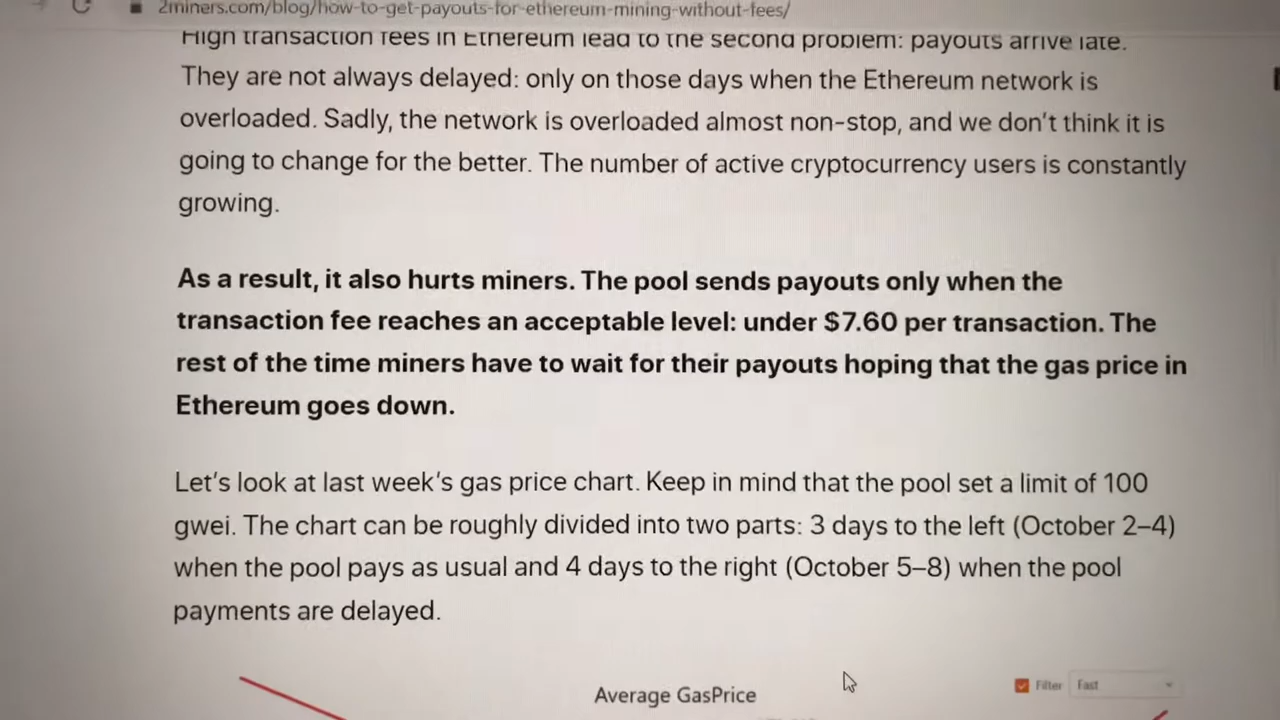 2miners.com/blog/how-to-get-payouts-for-ethereum-mining-without-fees/
High transaction fees in Ethereum lead to the second problem: payouts arrive late.
They are not always delayed: only on those days when the Ethereum network is
overloaded. Sadly, the network is overloaded almost non-stop, and we don't think it is
going to change for the better. The number of active cryptocurrency users is constantly
growing.
As a result, it also hurts miners. The pool sends payouts only when the
transaction fee reaches an acceptable level: under $7.60 per transaction. The
rest of the time miners have to wait for their payouts hoping that the gas price in
Ethereum goes down.
Let's look at last week's gas price chart. Keep in mind that the pool set a limit of 100
gwei. The chart can be roughly divided into two parts: 3 days to the left (October 2–4)
when the pool pays as usual and 4 days to the right (October 5–8) when the pool
payments are delayed.
Average GasPrice
Filter Fast